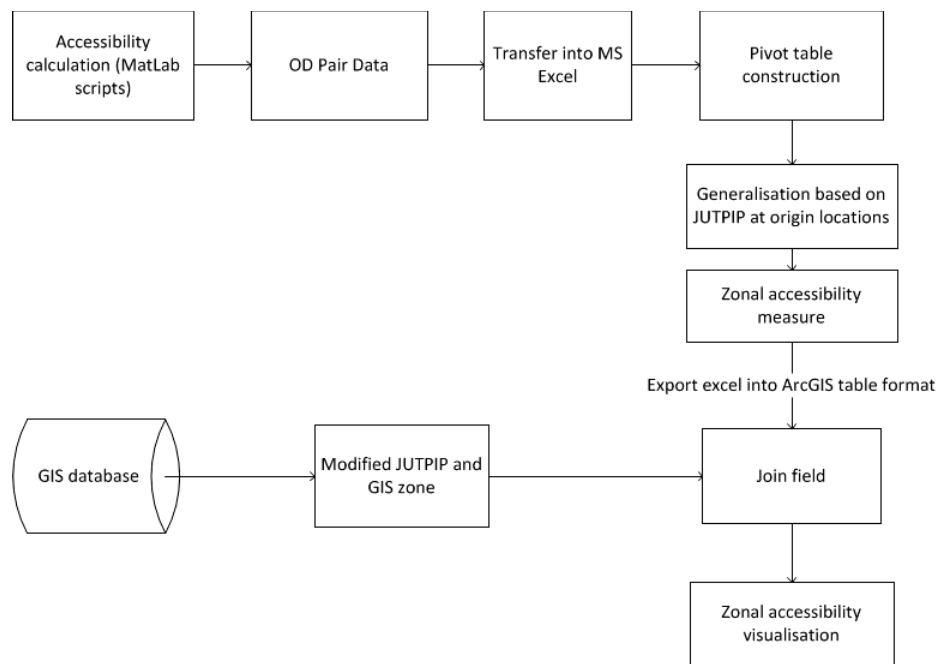 Accessibility
calculation (MatLab
scripts)
OD Pair Data
Transfer into MS
Excel
Pivot table
construction
Generalisation based on
JUTPIP at origin locations
Zonal accessibility
measure
Export excel into ArcGIS table format
GIS database
Modified JUTPIP and
GIS zone
Join field
Zonal accessibility
visualisation